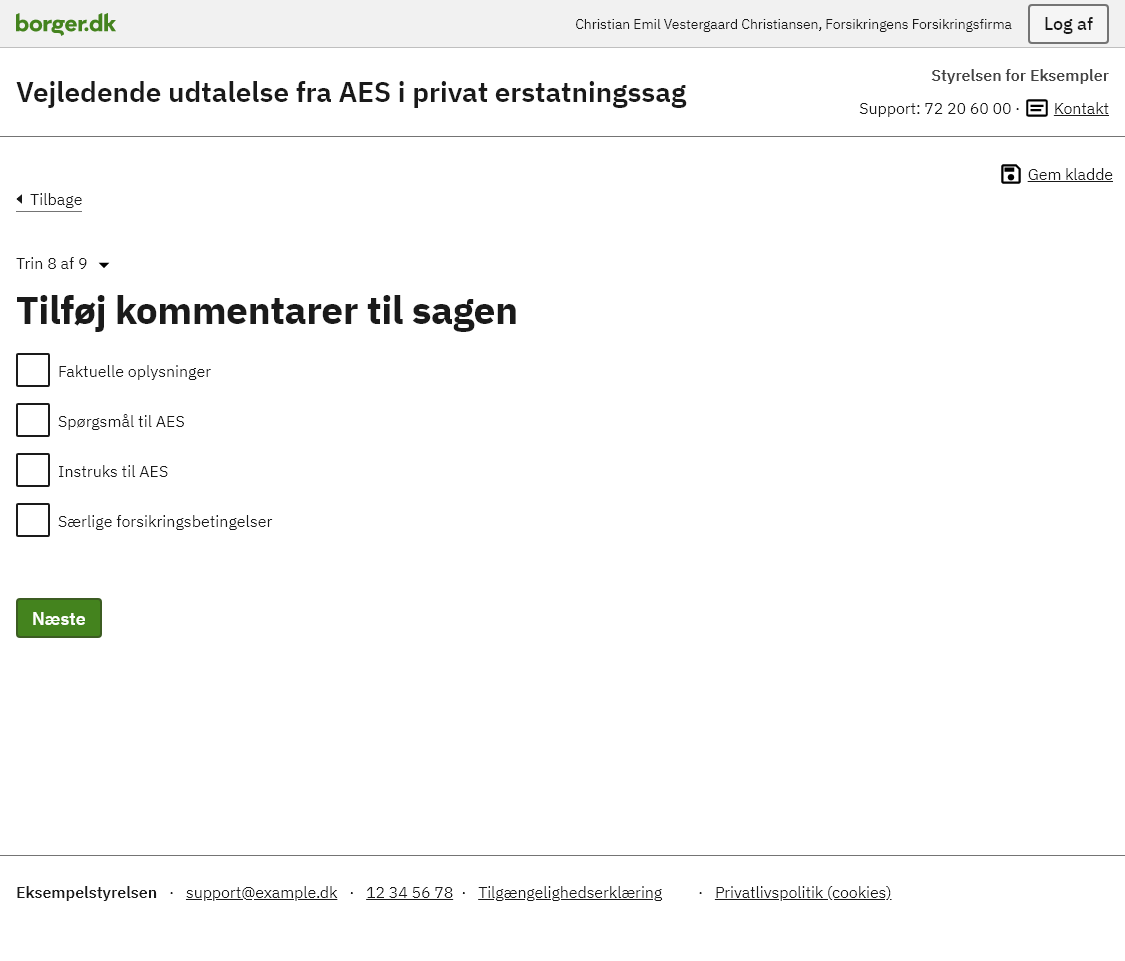 borger.dk
Christian Emil Vestergaard Christiansen, Forsikringens Forsikringsfirma
Log af
Vejledende udtalelse fra AES i privat erstatningssag
Styrelsen for Eksempler
Support: 72 20 60 00 · Kontakt
Gem kladde
Tilbage
Trin 8 af 9
Tilføj kommentarer til sagen
Faktuelle oplysninger
Spørgsmål til AES
Instruks til AES
Særlige forsikringsbetingelser
Næste
Eksempelstyrelsen · support@example.dk · 12 34 56 78 · Tilgængelighedserklæring · Privatlivspolitik (cookies)